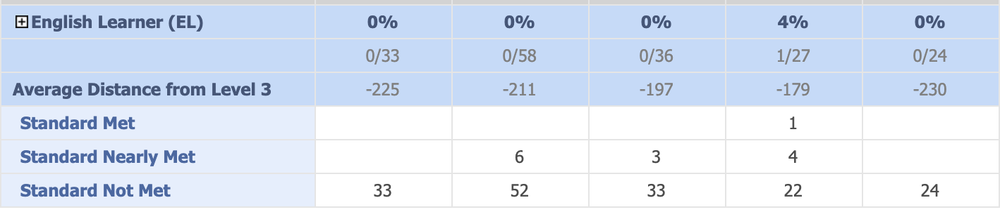 English Learner (EL) 0% 0% 0% 4% 0%
0/33 0/58 0/36 1/27 0/24
Average Distance from Level 3 -225 -211 -197 -179 -230
Standard Met 1
Standard Nearly Met 6 3 4
Standard Not Met 33 52 33 22 24